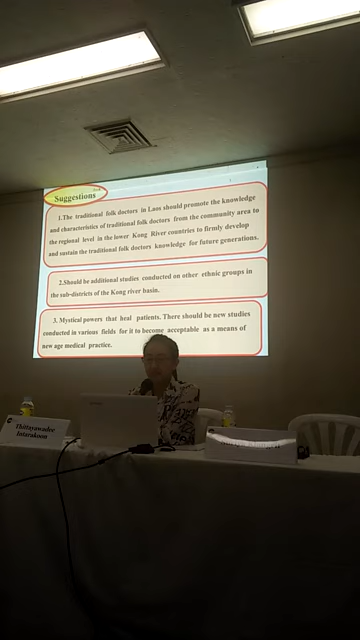 Suggestions
1.The traditional folk doctors in Laos should promote the knowledge
and characteristics of traditional folk doctors from the community area to
the regional level in the lower Kong River countries to firmly develop
and sustain the traditional folk doctors knowledge for future generations.
2.Should be additional studies conducted on other ethnic groups in
the sub-districts of the Kong river basin.
3. Mystical powers that heal patients. There should be new studies
conducted in various fields for it to become acceptable as a means of
new age medical practice.
Thittayawadee
Intarakoon